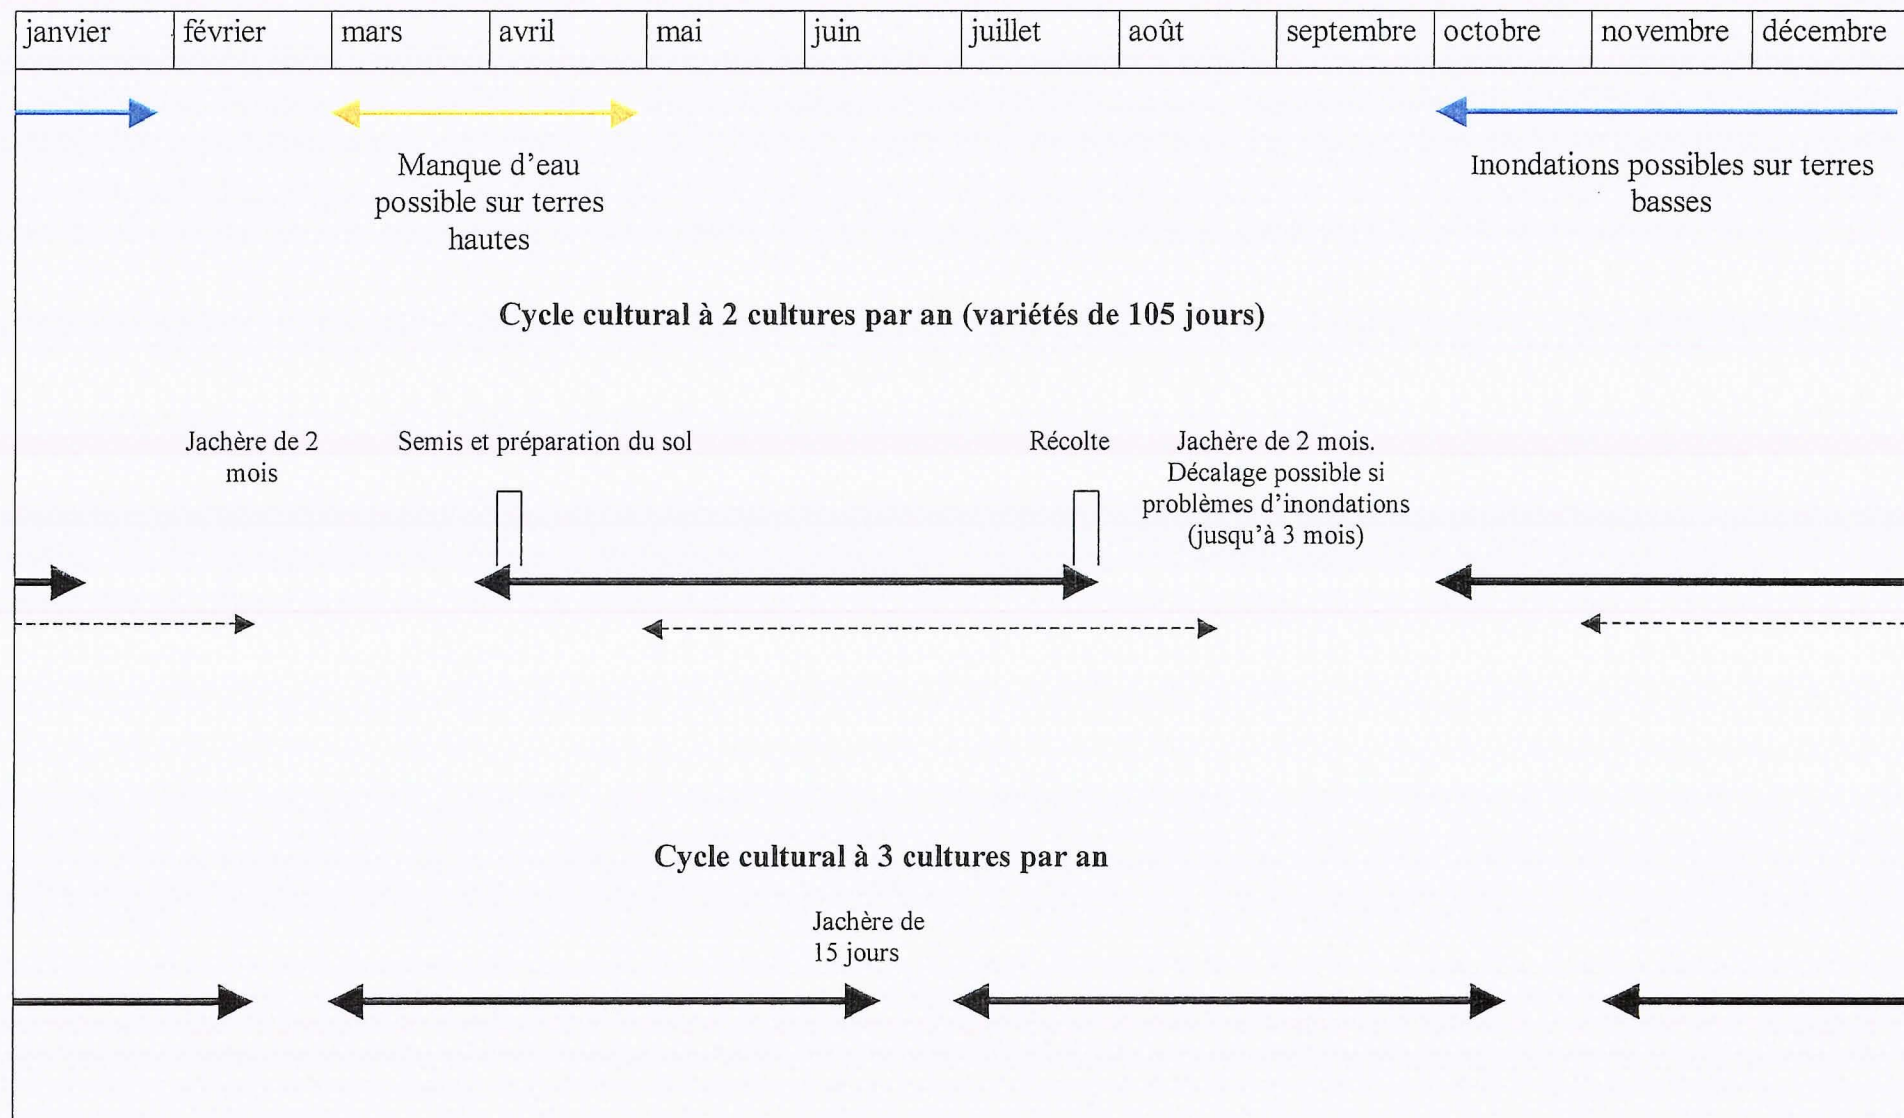 janvier février mars avril mai juin juillet août septembre octobre novembre décembre
Manque d'eau
possible sur terres
hautes
Inondations possibles sur terres
basses
Cycle cultural à 2 cultures par an (variétés de 105 jours)
Jachère de 2
mois
Semis et préparation du sol
Récolte
Jachère de 2 mois.
Décalage possible si
problèmes d'inondations
(jusqu'à 3 mois)
Cycle cultural à 3 cultures par an
Jachère de
15 jours